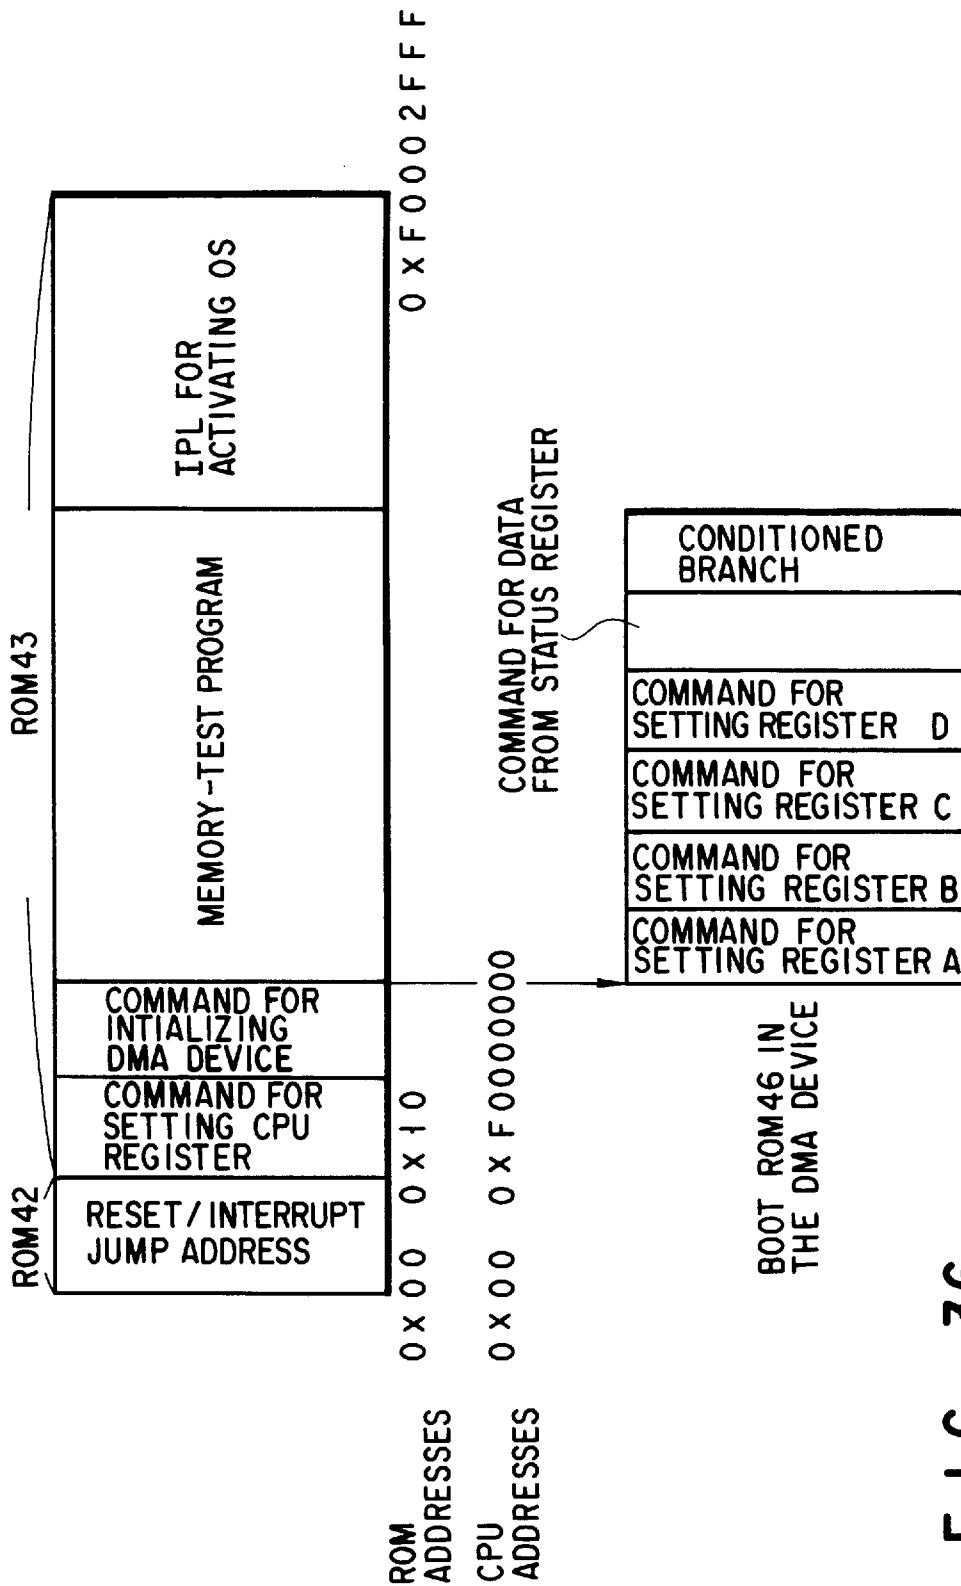 ROM42 ROM43
RESET/INTERRUPT
JUMP ADDRESS
COMMAND FOR
SETTING CPU
REGISTER
COMMAND FOR
INTIALIZING
DMA DEVICE
MEMORY-TEST PROGRAM
IPL FOR
ACTIVATING OS
ROM
ADDRESSES
0X00 0X10 0XF0002FFF
CPU
ADDRESSES
0X00 0XF0000000
COMMAND FOR DATA
FROM STATUS REGISTER
BOOT ROM46 IN
THE DMA DEVICE
COMMAND FOR
SETTING REGISTER A
COMMAND FOR
SETTING REGISTER B
COMMAND FOR
SETTING REGISTER C
COMMAND FOR
SETTING REGISTER D
CONDITIONED
BRANCH